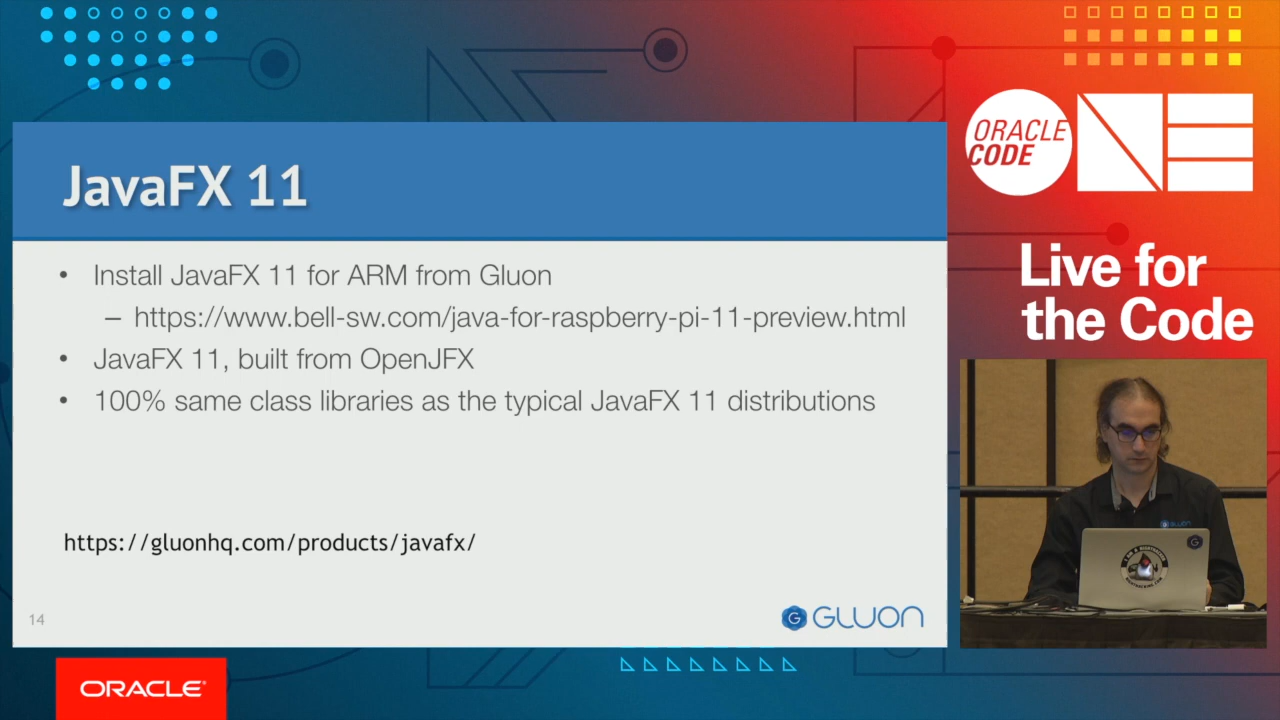 JavaFX 11
• Install JavaFX 11 for ARM from Gluon
– https://www.bell-sw.com/java-for-raspberry-pi-11-preview.html
• JavaFX 11, built from OpenJFX
• 100% same class libraries as the typical JavaFX 11 distributions
https://gluonhq.com/products/javafx/
14
G GLUON
ORACLE
CODE
ONE
Live for
the Code
GLUON
ORACLE